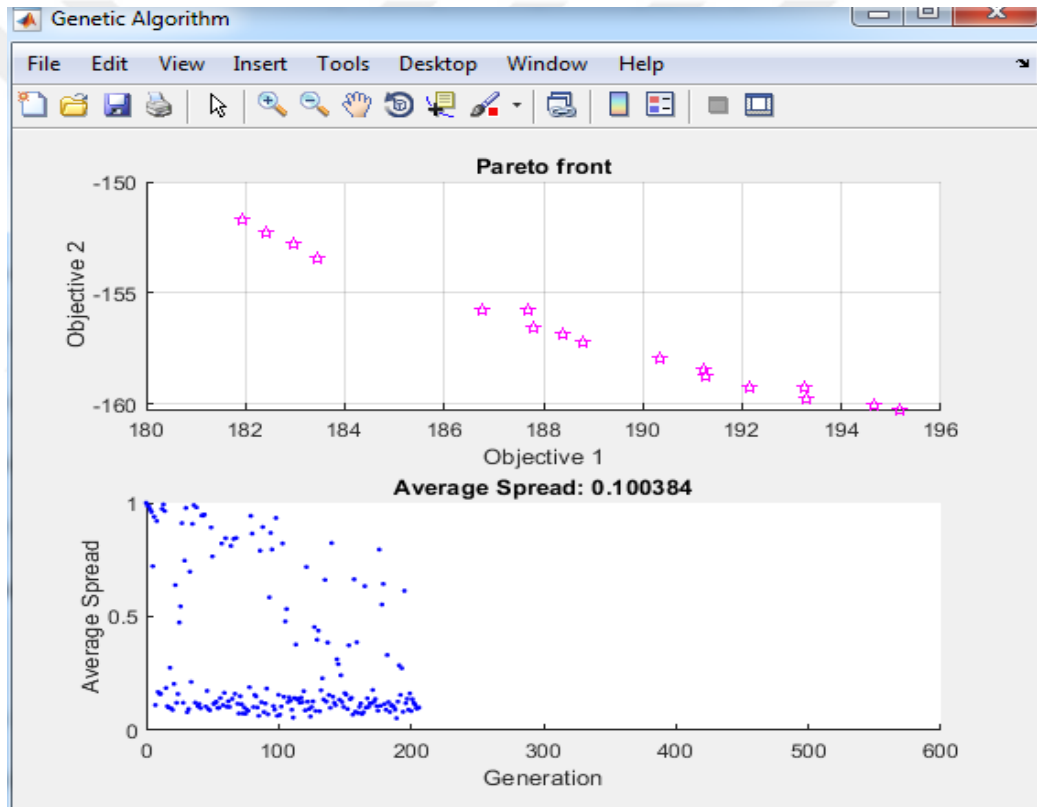 Genetic Algorithm
File Edit View Insert Tools Desktop Window Help
Pareto front
-150
-155
-160
Objective 2
180 182 184 186 188 190 192 194 196
Objective 1
Average Spread: 0.100384
1
0.5
0
Average Spread
0 100 200 300 400 500 600
Generation